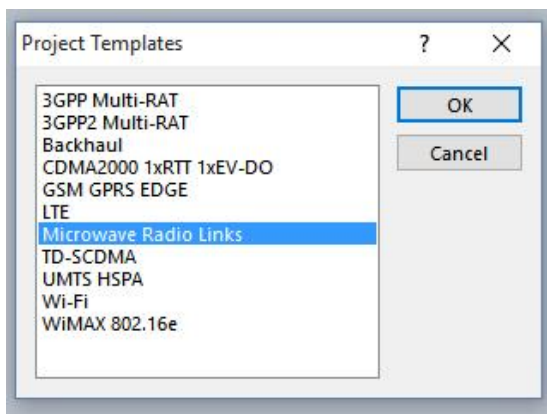 Project Templates
?
OK
Cancel
3GPP Multi-RAT
3GPP2 Multi-RAT
Backhaul
CDMA2000 1xRTT 1xEV-DO
GSM GPRS EDGE
LTE
Microwave Radio Links
TD-SCDMA
UMTS HSPA
Wi-Fi
WiMAX 802.16e